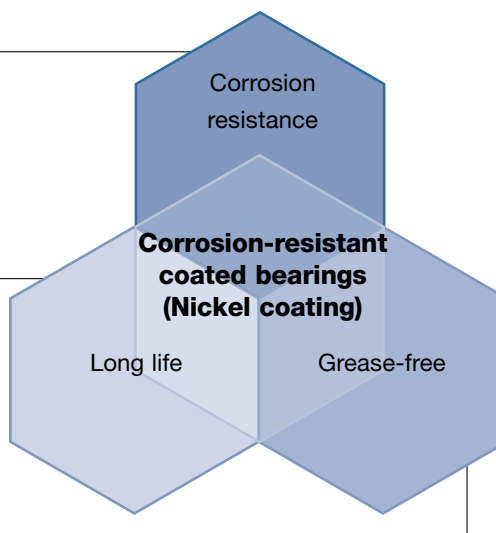 Corrosion
resistance
Corrosion-resistant
coated bearings
(Nickel coating)
Long life
Grease-free